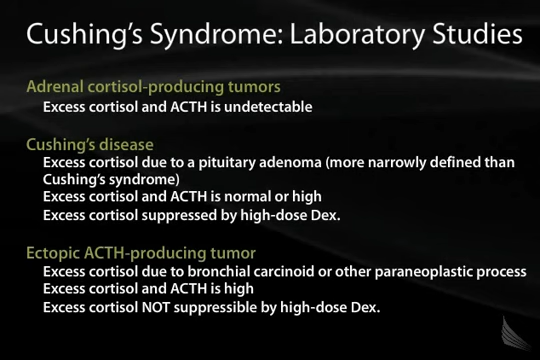 Cushing's Syndrome: Laboratory Studies
Adrenal cortisol-producing tumors
Excess cortisol and ACTH is undetectable
Cushing's disease
Excess cortisol due to a pituitary adenoma (more narrowly defined than
Cushing's syndrome)
Excess cortisol and ACTH is normal or high
Excess cortisol suppressed by high-dose Dex.
Ectopic ACTH-producing tumor
Excess cortisol due to bronchial carcinoid or other paraneoplastic process
Excess cortisol and ACTH is high
Excess cortisol NOT suppressible by high-dose Dex.